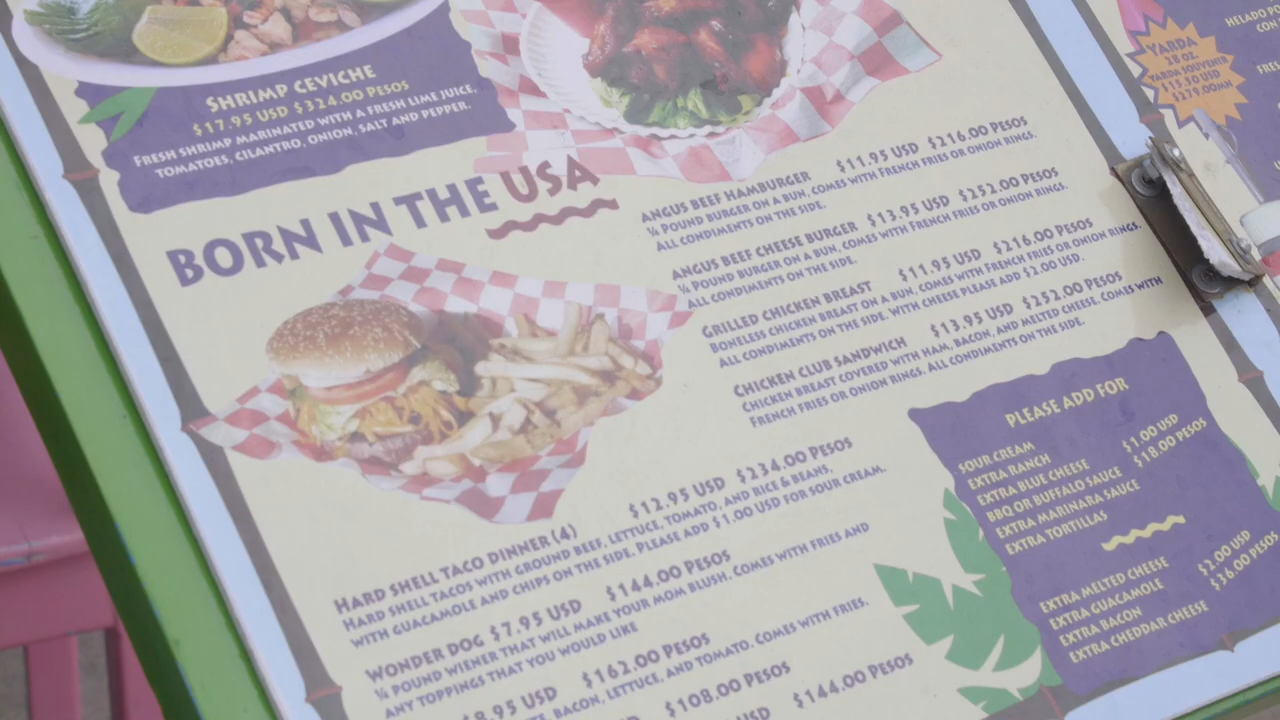 SHRIMP CEVICHE
$17.95 USD $324.00 PESOS
FRESH SHRIMP MARINATED WITH A FRESH LIME JUICE,
TOMATOES, CILANTRO, ONION, SALT AND PEPPER.
BORN IN THE USA
ANGUS BEEF HAMBURGER $11.95 USD $216.00 PESOS
¼ POUND BURGER ON A BUN, COMES WITH FRENCH FRIES OR ONION RINGS.
ALL CONDIMENTS ON THE SIDE.
ANGUS BEEF CHEESE BURGER $13.95 USD $252.00 PESOS
¼ POUND BURGER ON A BUN. COMES WITH FRENCH FRIES OR ONION RINGS.
ALL CONDIMENTS ON THE SIDE.
GRILLED CHICKEN BREAST $11.95 USD $216.00 PESOS
BONELESS CHICKEN BREAST ON A BUN, COMES WITH FRENCH FRIES OR ONION RINGS.
ALL CONDIMENTS ON THE SIDE. WITH CHEESE PLEASE ADD $2.00 USD.
CHICKEN CLUB SANDWICH $13.95 USD $252.00 PESOS
CHICKEN BREAST COVERED WITH HAM, BACON, AND MELTED CHEESE. COMES WITH
FRENCH FRIES OR ONION RINGS. ALL CONDIMENTS ON THE SIDE.
HARD SHELL TACO DINNER (4) $12.95 USD $234.00 PESOS
HARD SHELL TACOS WITH GROUND BEEF, LETTUCE, TOMATO, AND RICE & BEANS,
WITH GUACAMOLE AND CHIPS ON THE SIDE. PLEASE ADD $1.00 USD FOR SOUR CREAM.
WONDER DOG $7.95 USD $144.00 PESOS
¼ POUND WIENER THAT WILL MAKE YOUR MOM BLUSH. COMES WITH FRIES AND
ANY TOPPINGS THAT YOU WOULD LIKE
$8.95 USD $162.00 PESOS
BACON, LETTUCE, AND TOMATO. COMES WITH FRIES.
$108.00 PESOS
$144.00 PESOS
PLEASE ADD FOR
SOUR CREAM
EXTRA RANCH $1.00 USD
EXTRA BLUE CHEESE $18.00 PESOS
BBQ OR BUFFALO SAUCE
EXTRA MARINARA SAUCE
EXTRA TORTILLAS
EXTRA MELTED CHEESE
EXTRA GUACAMOLE $2.00 USD
EXTRA BACON $36.00 PESOS
EXTRA CHEDDAR CHEESE
YARDA
28 OZ.
YARDA SOUVENIR
$15.50 USD
$279.00MN
HELADO